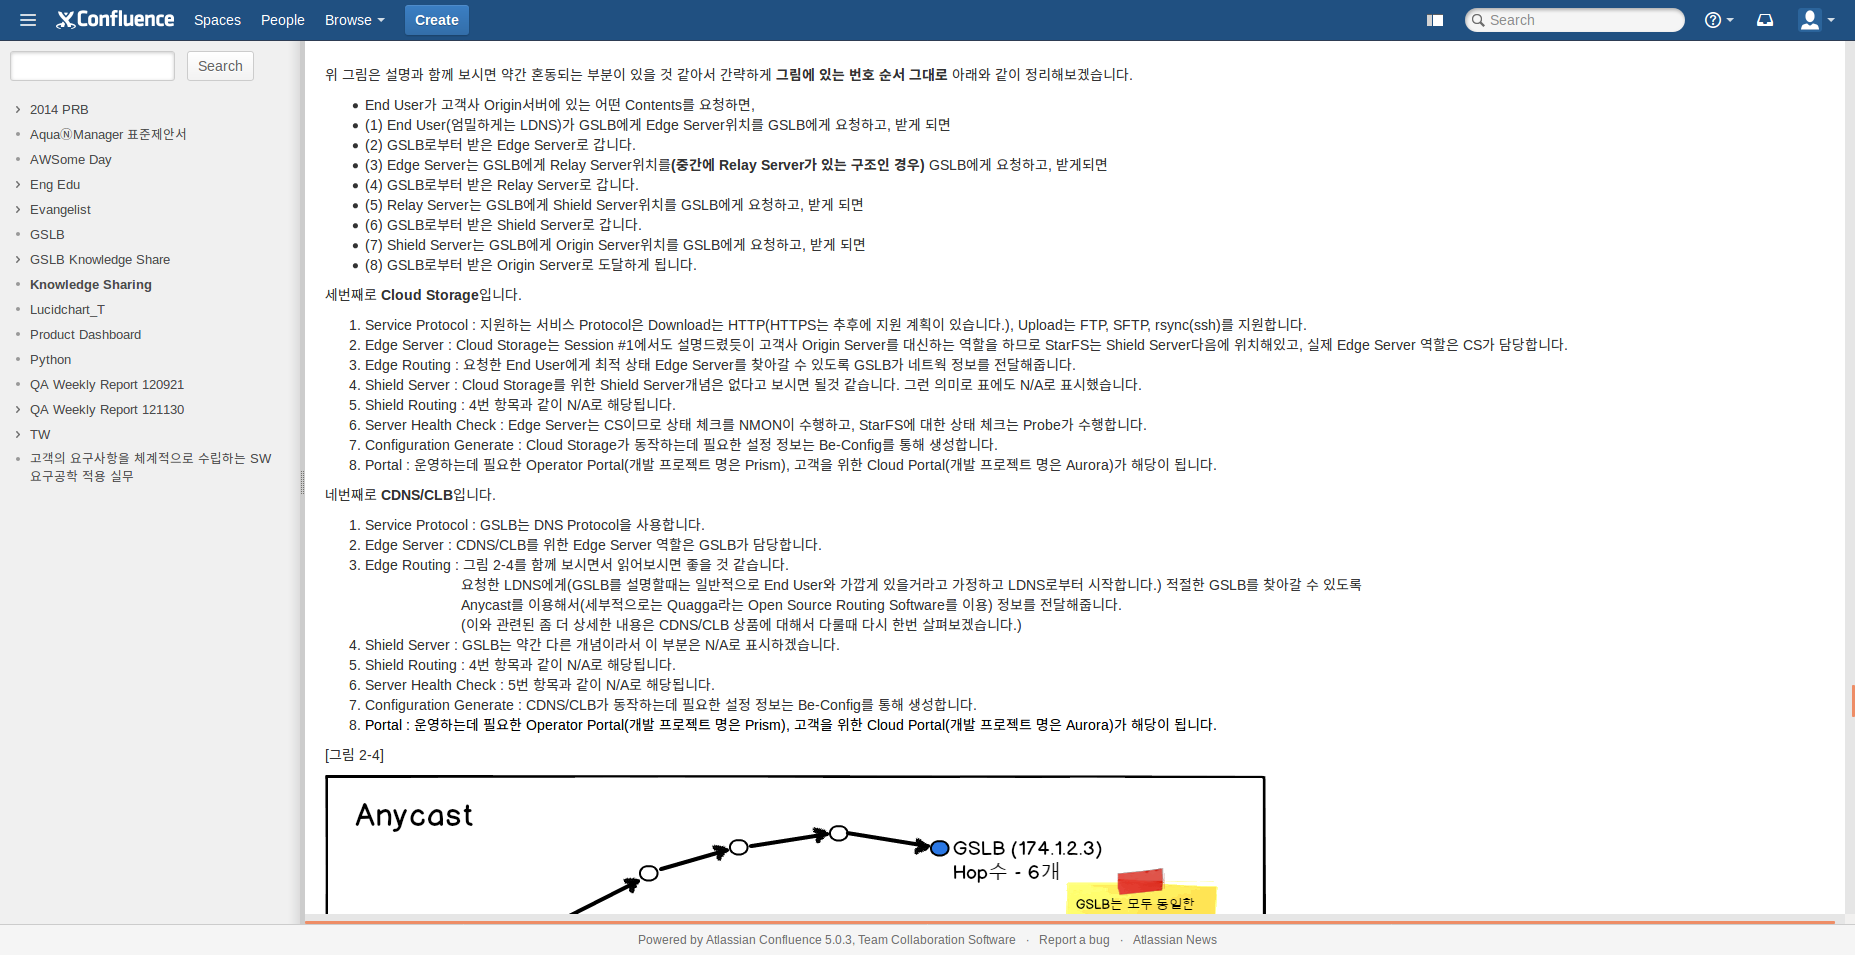 Confluence Spaces People Browse Create Search
Search
2014 PRB
AquaⓃManager 표준제안서
AWSome Day
Eng Edu
Evangelist
GSLB
GSLB Knowledge Share
Knowledge Sharing
Lucidchart_T
Product Dashboard
Python
QA Weekly Report 120921
QA Weekly Report 121130
TW
고객의 요구사항을 체계적으로 수립하는 SW
요구공학 적용 실무
위 그림은 설명과 함께 보시면 약간 혼동되는 부분이 있을 것 같아서 간략하게 그림에 있는 번호 순서 그대로 아래와 같이 정리해보겠습니다.
End User가 고객사 Origin서버에 있는 어떤 Contents를 요청하면,
(1) End User(엄밀하게는 LDNS)가 GSLB에게 Edge Server위치를 GSLB에게 요청하고, 받게 되면
(2) GSLB로부터 받은 Edge Server로 갑니다.
(3) Edge Server는 GSLB에게 Relay Server위치를(중간에 Relay Server가 있는 구조인 경우) GSLB에게 요청하고, 받게되면
(4) GSLB로부터 받은 Relay Server로 갑니다.
(5) Relay Server는 GSLB에게 Shield Server위치를 GSLB에게 요청하고, 받게 되면
(6) GSLB로부터 받은 Shield Server로 갑니다.
(7) Shield Server는 GSLB에게 Origin Server위치를 GSLB에게 요청하고, 받게 되면
(8) GSLB로부터 받은 Origin Server로 도달하게 됩니다.
세번째로 Cloud Storage입니다.
1. Service Protocol : 지원하는 서비스 Protocol은 Download는 HTTP(HTTPS는 추후에 지원 계획이 있습니다.), Upload는 FTP, SFTP, rsync(ssh)를 지원합니다.
2. Edge Server : Cloud Storage는 Session #1에서도 설명드렸듯이 고객사 Origin Server를 대신하는 역할을 하므로 StarFS는 Shield Server다음에 위치해있고, 실제 Edge Server 역할은 CS가 담당합니다.
3. Edge Routing : 요청한 End User에게 최적 상태 Edge Server를 찾아갈 수 있도록 GSLB가 네트웍 정보를 전달해줍니다.
4. Shield Server : Cloud Storage를 위한 Shield Server개념은 없다고 보시면 될것 같습니다. 그런 의미로 표에도 N/A로 표시했습니다.
5. Shield Routing : 4번 항목과 같이 N/A로 해당됩니다.
6. Server Health Check : Edge Server는 CS이므로 상태 체크를 NMON이 수행하고, StarFS에 대한 상태 체크는 Probe가 수행합니다.
7. Configuration Generate : Cloud Storage가 동작하는데 필요한 설정 정보는 Be-Config를 통해 생성합니다.
8. Portal : 운영하는데 필요한 Operator Portal(개발 프로젝트 명은 Prism), 고객을 위한 Cloud Portal(개발 프로젝트 명은 Aurora)가 해당이 됩니다.
네번째로 CDNS/CLB입니다.
1. Service Protocol : GSLB는 DNS Protocol을 사용합니다.
2. Edge Server : CDNS/CLB를 위한 Edge Server 역할은 GSLB가 담당합니다.
3. Edge Routing : 그림 2-4를 함께 보시면서 읽어보시면 좋을 것 같습니다.
요청한 LDNS에게(GSLB를 설명할때는 일반적으로 End User와 가깝게 있을거라고 가정하고 LDNS로부터 시작합니다.) 적절한 GSLB를 찾아갈 수 있도록
Anycast를 이용해서(세부적으로는 Quagga라는 Open Source Routing Software를 이용) 정보를 전달해줍니다.
(이와 관련된 좀 더 상세한 내용은 CDNS/CLB 상품에 대해서 다룰때 다시 한번 살펴보겠습니다.)
4. Shield Server : GSLB는 약간 다른 개념이라서 이 부분은 N/A로 표시하겠습니다.
5. Shield Routing : 4번 항목과 같이 N/A로 해당됩니다.
6. Server Health Check : 5번 항목과 같이 N/A로 해당됩니다.
7. Configuration Generate : CDNS/CLB가 동작하는데 필요한 설정 정보는 Be-Config를 통해 생성합니다.
8. Portal : 운영하는데 필요한 Operator Portal(개발 프로젝트 명은 Prism), 고객을 위한 Cloud Portal(개발 프로젝트 명은 Aurora)가 해당이 됩니다.
[그림 2-4]
Anycast
GSLB (174.1.2.3)
Hop수 - 6개
GSLB는 모두 동일한
Powered by Atlassian Confluence 5.0.3, Team Collaboration Software · Report a bug · Atlassian News